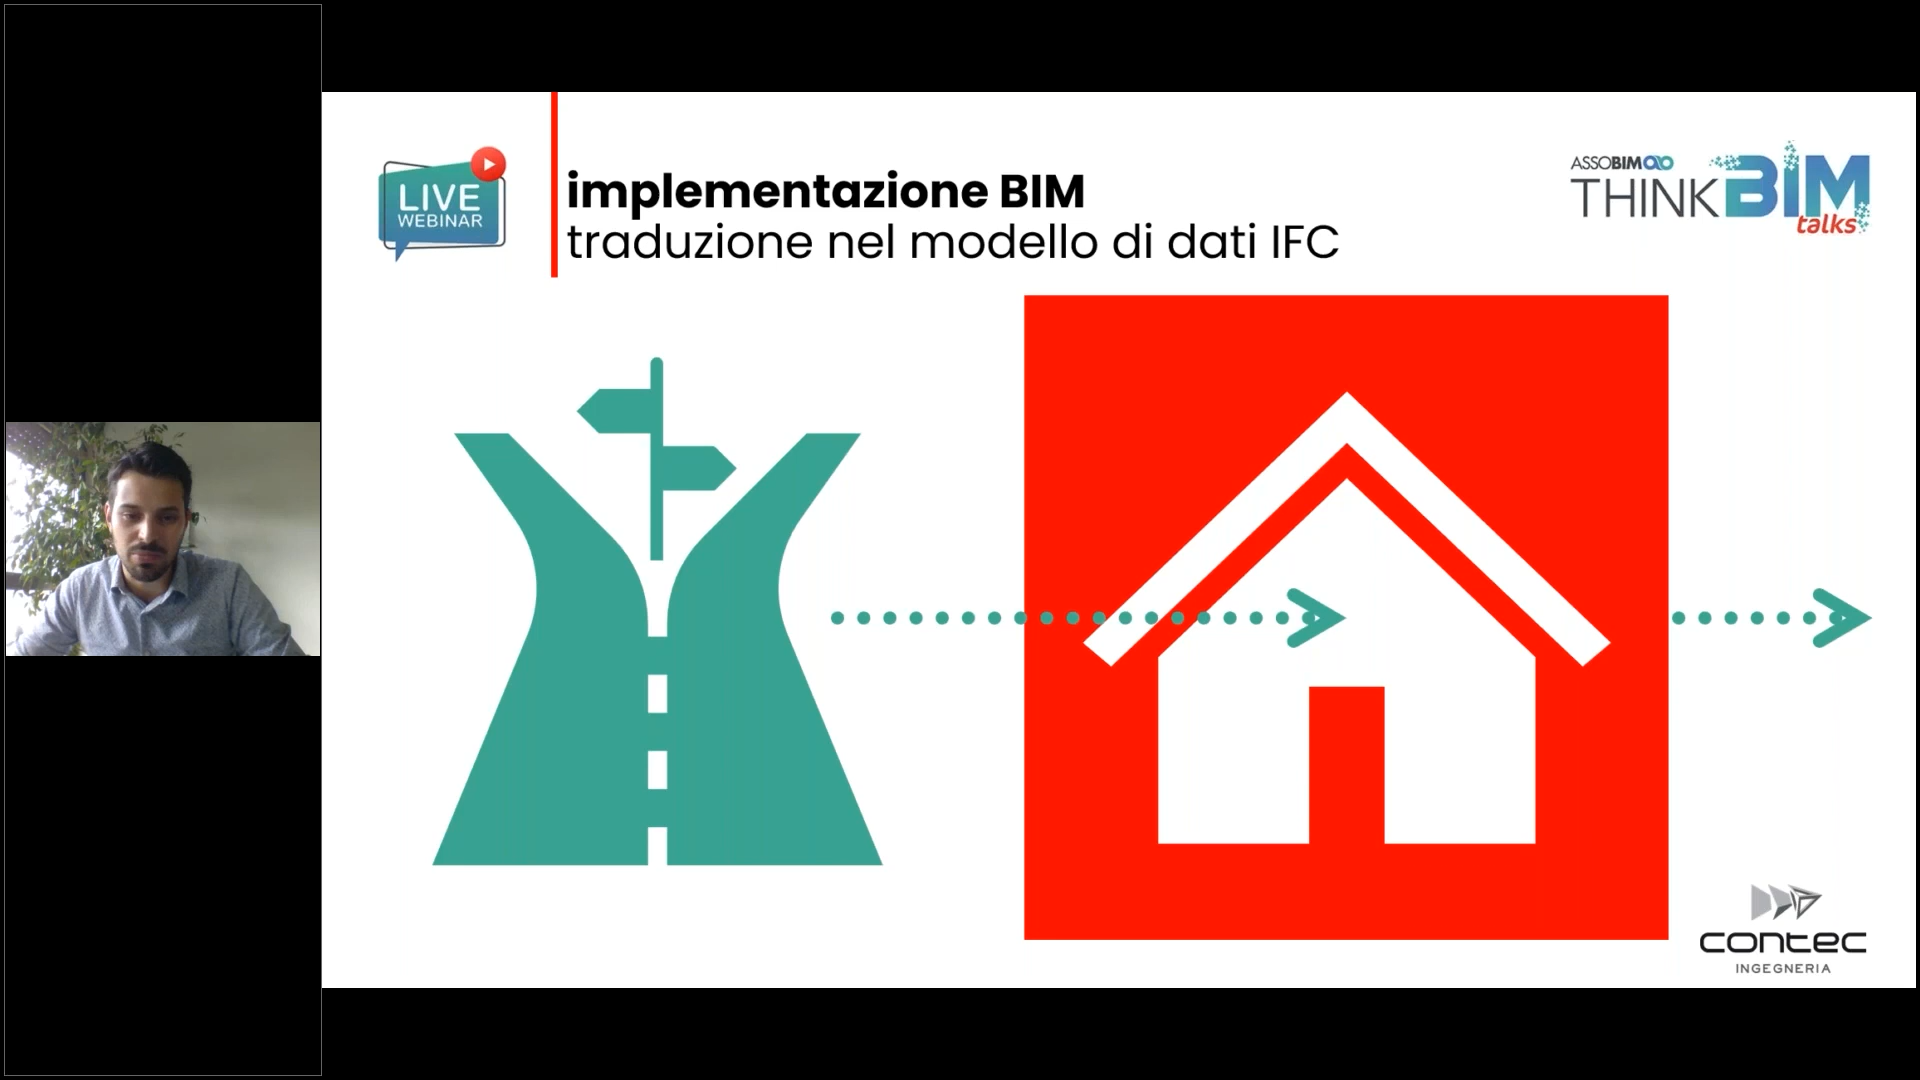 LIVE
WEBINAR
implementazione BIM
traduzione nel modello di dati IFC
ASSOBIM
THINKBIM
talks
contec
INGEGNERIA